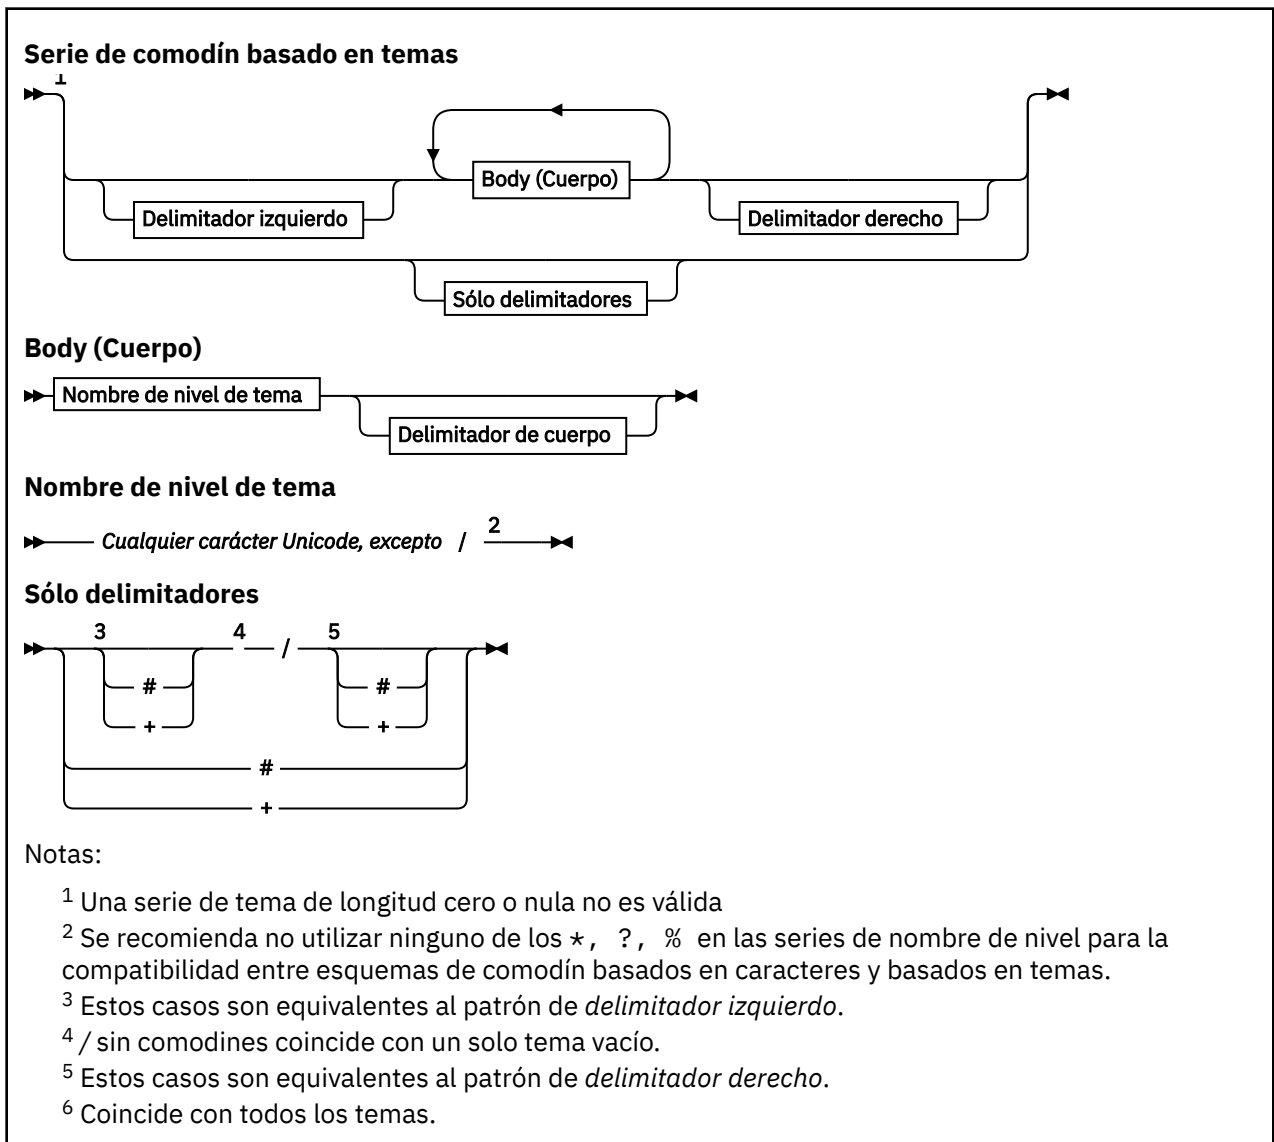 Serie de comodín basado en temas
1
Body (Cuerpo)
Delimitador izquierdo
Delimitador derecho
Sólo delimitadores
Body (Cuerpo)
Nombre de nivel de tema
Delimitador de cuerpo
Nombre de nivel de tema
Cualquier carácter Unicode, excepto / 2
Sólo delimitadores
3 4 / 5
# #
+ +
#
+
Notas:
1 Una serie de tema de longitud cero o nula no es válida
2 Se recomienda no utilizar ninguno de los *, ?, % en las series de nombre de nivel para la
compatibilidad entre esquemas de comodín basados en caracteres y basados en temas.
3 Estos casos son equivalentes al patrón de delimitador izquierdo.
4 / sin comodines coincide con un solo tema vacío.
5 Estos casos son equivalentes al patrón de delimitador derecho.
6 Coincide con todos los temas.